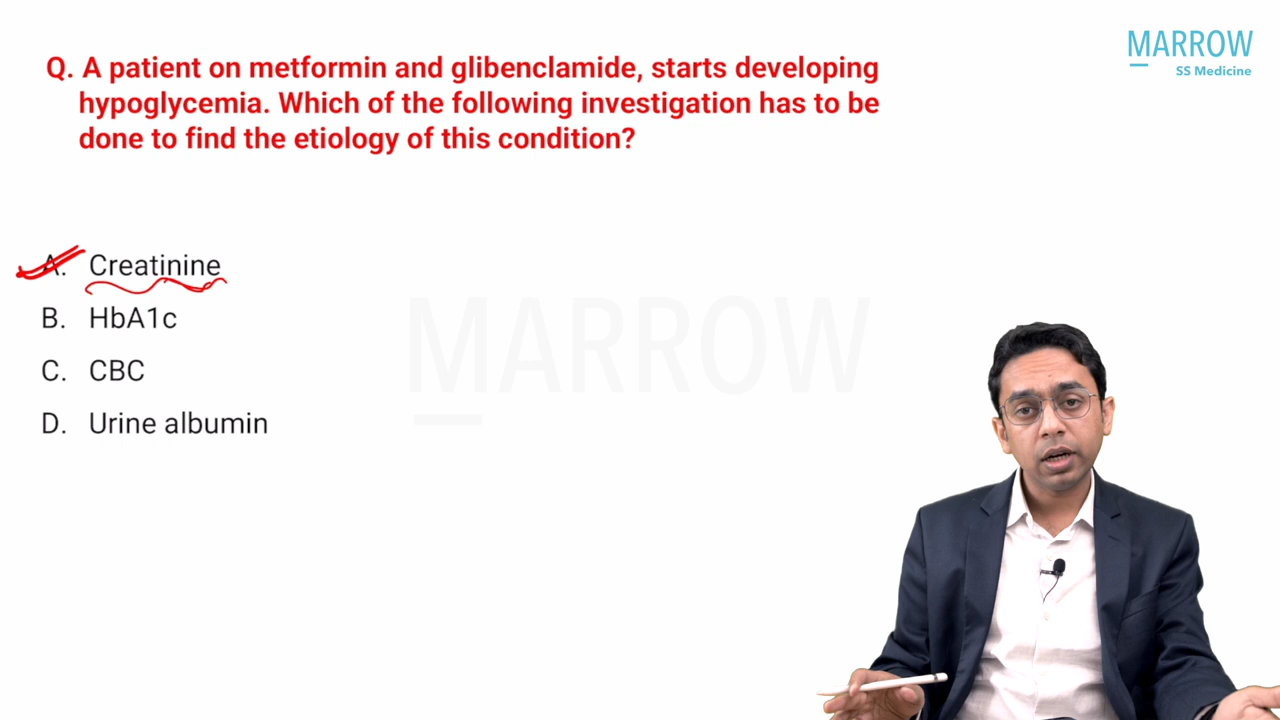 MARROW
SS Medicine
Q. A patient on metformin and glibenclamide, starts developing
hypoglycemia. Which of the following investigation has to be
done to find the etiology of this condition?
A. Creatinine
B. HbA1c
C. CBC
D. Urine albumin
MARROW